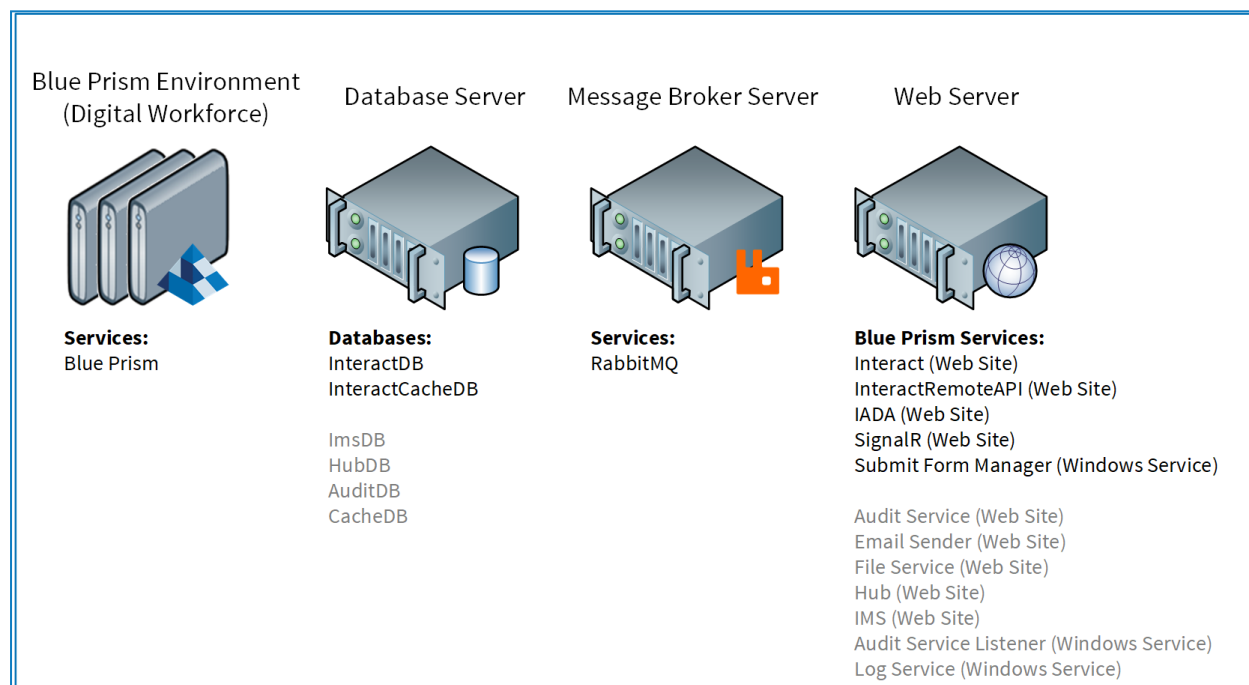 Blue Prism Environment
(Digital Workforce)
Database Server
Message Broker Server
Web Server
Services:
Blue Prism
Databases:
InteractDB
InteractCacheDB
ImsDB
HubDB
AuditDB
CacheDB
Services:
RabbitMQ
Blue Prism Services:
Interact (Web Site)
InteractRemoteAPI (Web Site)
IADA (Web Site)
SignalR (Web Site)
Submit Form Manager (Windows Service)
Audit Service (Web Site)
Email Sender (Web Site)
File Service (Web Site)
Hub (Web Site)
IMS (Web Site)
Audit Service Listener (Windows Service)
Log Service (Windows Service)